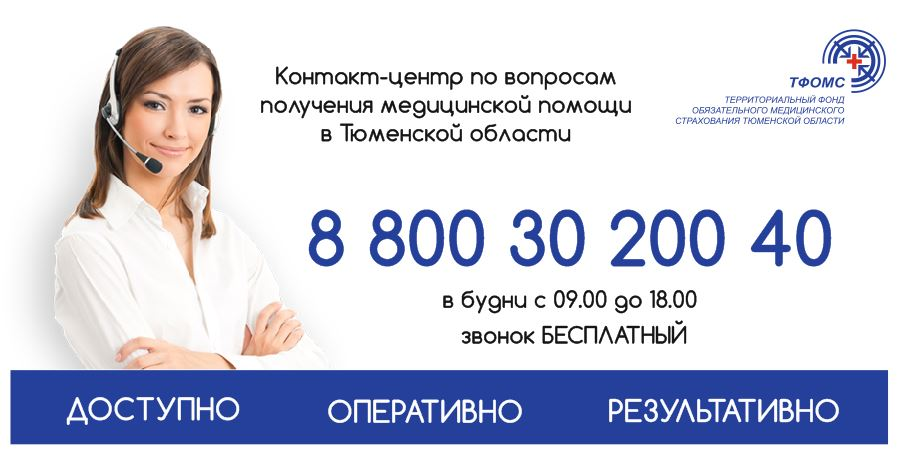 Контакт-центр по вопросам
получения медицинской помощи
в Тюменской области
ТФОМС
ТЕРРИТОРИАЛЬНЫЙ ФОНД
ОБЯЗАТЕЛЬНОГО МЕДИЦИНСКОГО
СТРАХОВАНИЯ ТЮМЕНСКОЙ ОБЛАСТИ
8 800 30 200 40
в будни с 09.00 до 18.00
звонок БЕСПЛАТНЫЙ
ДОСТУПНО ОПЕРАТИВНО РЕЗУЛЬТАТИВНО